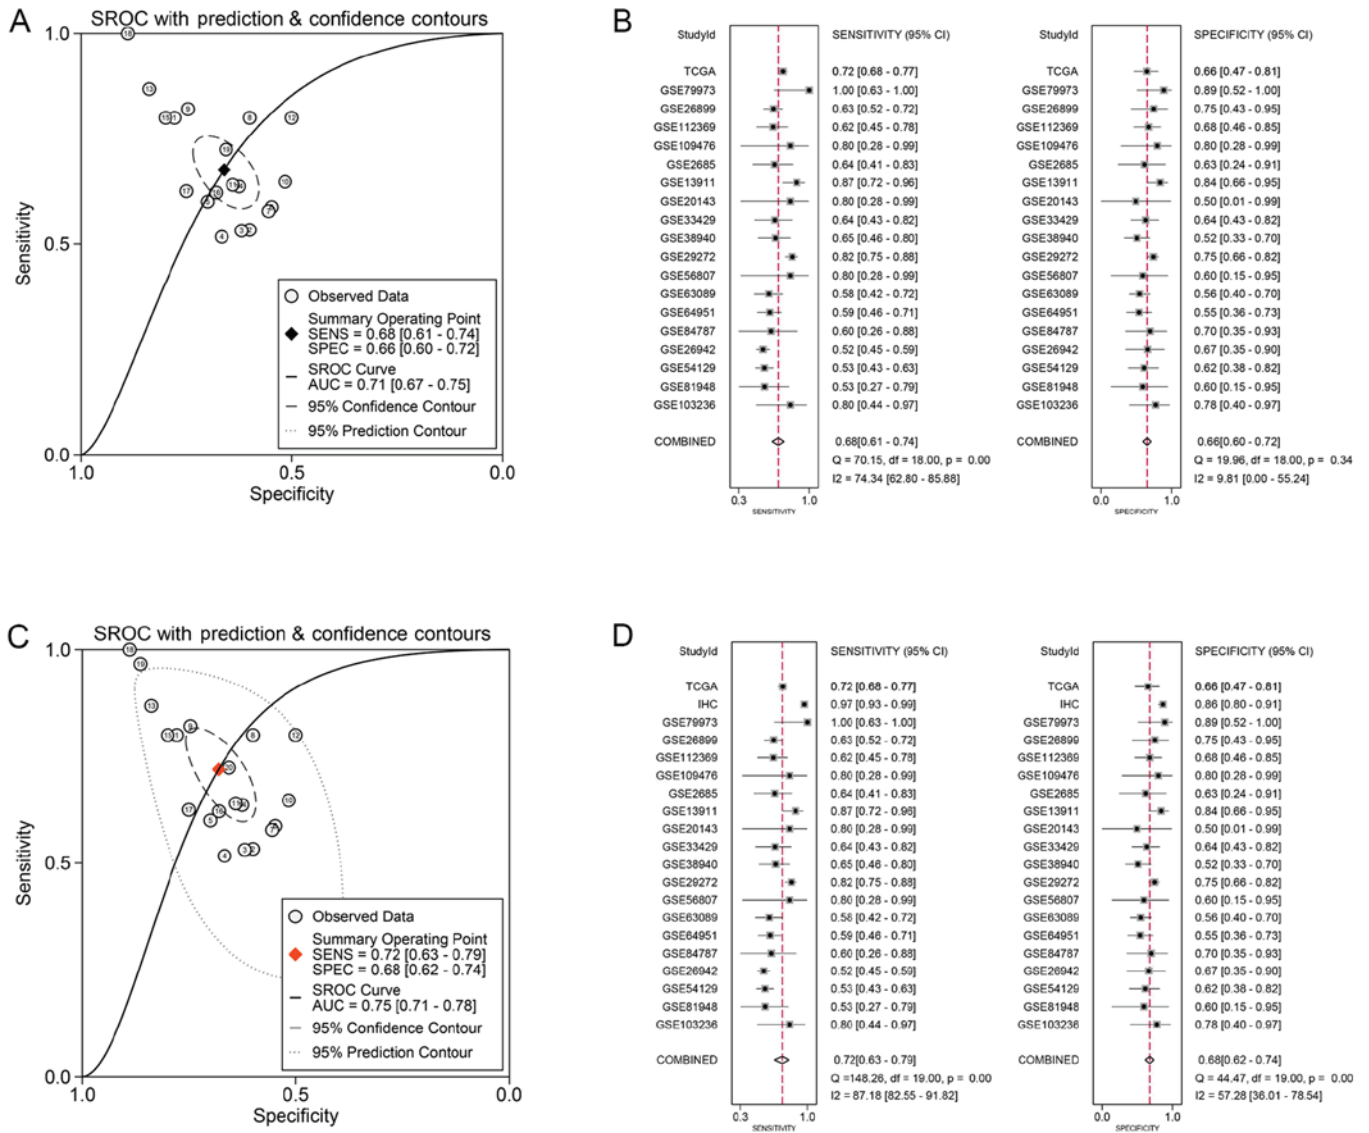 A
SROC with prediction & confidence contours
1.0
0.5
0.0
Sensitivity
1.0
0.5
0.0
Specificity
Observed Data
Summary Operating Point
SENS = 0.68 [0.61 - 0.74]
SPEC = 0.66 [0.60 - 0.72]
SROC Curve
AUC = 0.71 [0.67 - 0.75]
95% Confidence Contour
95% Prediction Contour
B
StudyId SENSITIVITY (95% CI) StudyId SPECIFICITY (95% CI)
TCGA 0.72 [0.68 - 0.77] TCGA 0.66 [0.47 - 0.81]
GSE79973 1.00 [0.63 - 1.00] GSE79973 0.89 [0.52 - 1.00]
GSE26899 0.63 [0.52 - 0.72] GSE26899 0.75 [0.43 - 0.95]
GSE112369 0.62 [0.45 - 0.78] GSE112369 0.68 [0.46 - 0.85]
GSE109476 0.80 [0.28 - 0.99] GSE109476 0.80 [0.28 - 0.99]
GSE2685 0.64 [0.41 - 0.83] GSE2685 0.63 [0.24 - 0.91]
GSE13911 0.87 [0.72 - 0.96] GSE13911 0.84 [0.66 - 0.95]
GSE20143 0.80 [0.28 - 0.99] GSE20143 0.50 [0.01 - 0.99]
GSE33429 0.64 [0.43 - 0.82] GSE33429 0.64 [0.43 - 0.82]
GSE38940 0.65 [0.46 - 0.80] GSE38940 0.52 [0.33 - 0.70]
GSE29272 0.82 [0.75 - 0.88] GSE29272 0.75 [0.66 - 0.82]
GSE56807 0.80 [0.28 - 0.99] GSE56807 0.60 [0.15 - 0.95]
GSE63089 0.58 [0.42 - 0.72] GSE63089 0.56 [0.40 - 0.70]
GSE64951 0.59 [0.46 - 0.71] GSE64951 0.55 [0.36 - 0.73]
GSE84787 0.60 [0.26 - 0.88] GSE84787 0.70 [0.35 - 0.93]
GSE26942 0.52 [0.45 - 0.59] GSE26942 0.67 [0.35 - 0.90]
GSE54129 0.53 [0.43 - 0.63] GSE54129 0.62 [0.38 - 0.82]
GSE81948 0.53 [0.27 - 0.79] GSE81948 0.60 [0.15 - 0.95]
GSE103236 0.80 [0.44 - 0.97] GSE103236 0.78 [0.40 - 0.97]
COMBINED 0.68[0.61 - 0.74] COMBINED 0.66[0.60 - 0.72]
Q = 70.15, df = 18.00, p = 0.00 Q = 19.96, df = 18.00, p = 0.34
I2 = 74.34 [62.80 - 85.88] I2 = 9.81 [0.00 - 55.24]
0.3 1.0 0.0 1.0
SENSITIVITY SPECIFICITY
C
SROC with prediction & confidence contours
1.0
0.5
0.0
Sensitivity
1.0
0.5
0.0
Specificity
Observed Data
Summary Operating Point
SENS = 0.72 [0.63 - 0.79]
SPEC = 0.68 [0.62 - 0.74]
SROC Curve
AUC = 0.75 [0.71 - 0.78]
95% Confidence Contour
95% Prediction Contour
D
StudyId SENSITIVITY (95% CI) StudyId SPECIFICITY (95% CI)
TCGA 0.72 [0.68 - 0.77] TCGA 0.66 [0.47 - 0.81]
IHC 0.97 [0.93 - 0.99] IHC 0.86 [0.80 - 0.91]
GSE79973 1.00 [0.63 - 1.00] GSE79973 0.89 [0.52 - 1.00]
GSE26899 0.63 [0.52 - 0.72] GSE26899 0.75 [0.43 - 0.95]
GSE112369 0.62 [0.45 - 0.78] GSE112369 0.68 [0.46 - 0.85]
GSE109476 0.80 [0.28 - 0.99] GSE109476 0.80 [0.28 - 0.99]
GSE2685 0.64 [0.41 - 0.83] GSE2685 0.63 [0.24 - 0.91]
GSE13911 0.87 [0.72 - 0.96] GSE13911 0.84 [0.66 - 0.95]
GSE20143 0.80 [0.28 - 0.99] GSE20143 0.50 [0.01 - 0.99]
GSE33429 0.64 [0.43 - 0.82] GSE33429 0.64 [0.43 - 0.82]
GSE38940 0.65 [0.46 - 0.80] GSE38940 0.52 [0.33 - 0.70]
GSE29272 0.82 [0.75 - 0.88] GSE29272 0.75 [0.66 - 0.82]
GSE56807 0.80 [0.28 - 0.99] GSE56807 0.60 [0.15 - 0.95]
GSE63089 0.58 [0.42 - 0.72] GSE63089 0.56 [0.40 - 0.70]
GSE64951 0.59 [0.46 - 0.71] GSE64951 0.55 [0.36 - 0.73]
GSE84787 0.60 [0.26 - 0.88] GSE84787 0.70 [0.35 - 0.93]
GSE26942 0.52 [0.45 - 0.59] GSE26942 0.67 [0.35 - 0.90]
GSE54129 0.53 [0.43 - 0.63] GSE54129 0.62 [0.38 - 0.82]
GSE81948 0.53 [0.27 - 0.79] GSE81948 0.60 [0.15 - 0.95]
GSE103236 0.80 [0.44 - 0.97] GSE103236 0.78 [0.40 - 0.97]
COMBINED 0.72[0.63 - 0.79] COMBINED 0.68[0.62 - 0.74]
Q =148.26, df = 19.00, p = 0.00 Q = 44.47, df = 19.00, p = 0.00
I2 = 87.18 [82.55 - 91.82] I2 = 57.28 [36.01 - 78.54]
0.3 1.0 0.0 1.0
SENSITIVITY SPECIFICITY